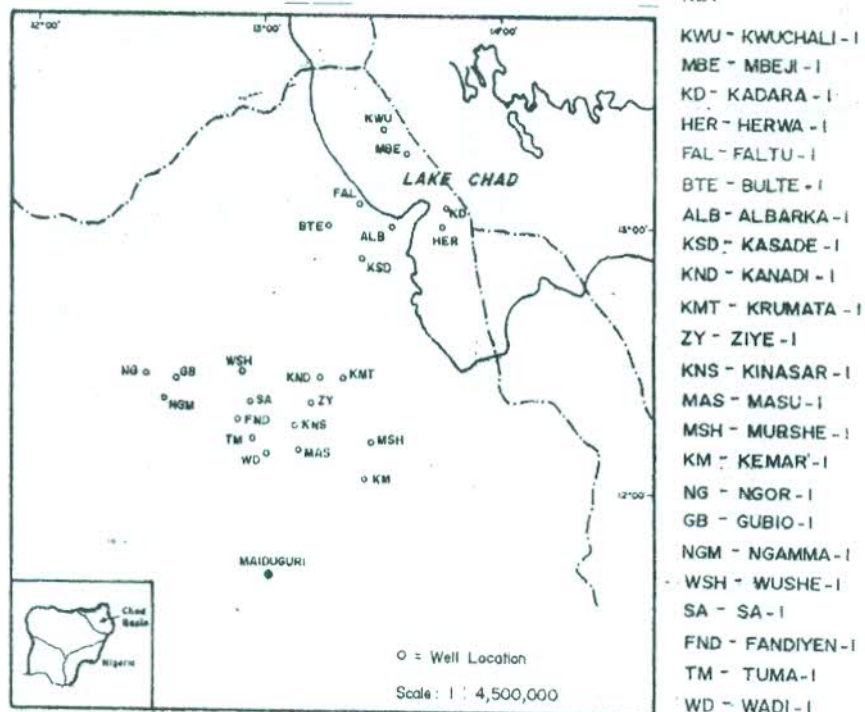 12°00'
13°00'
14°00'
KWU
MBE
LAKE CHAD
FAL
KD
BTE
ALB
HER
13°00'
KSD
NG
GB
WSH
KND
KMT
NGM
SA
ZY
FND
KNS
TM
MSH
WD
MAS
KM
12°00'
MAIDUGURI
Chad
Basin
Nigeria
O = Well Location
Scale: 1 : 4,500,000
KWU - KWUCHALI - I
MBE - MBEJI - I
KD - KADARA - I
HER - HERWA - I
FAL - FALTU - I
BTE - BULTE - I
ALB - ALBARKA - I
KSD - KASADE - I
KND - KANADI - I
KMT - KRUMATA - I
ZY - ZIYE - I
KNS - KINASAR - I
MAS - MASU - I
MSH - MURSHE - I
KM - KEMAR - I
NG - NGOR - I
GB - GUBIO - I
NGM - NGAMMA - I
WSH - WUSHE - I
SA - SA - I
FND - FANDIYEN - I
TM - TUMA - I
WD - WADI - I